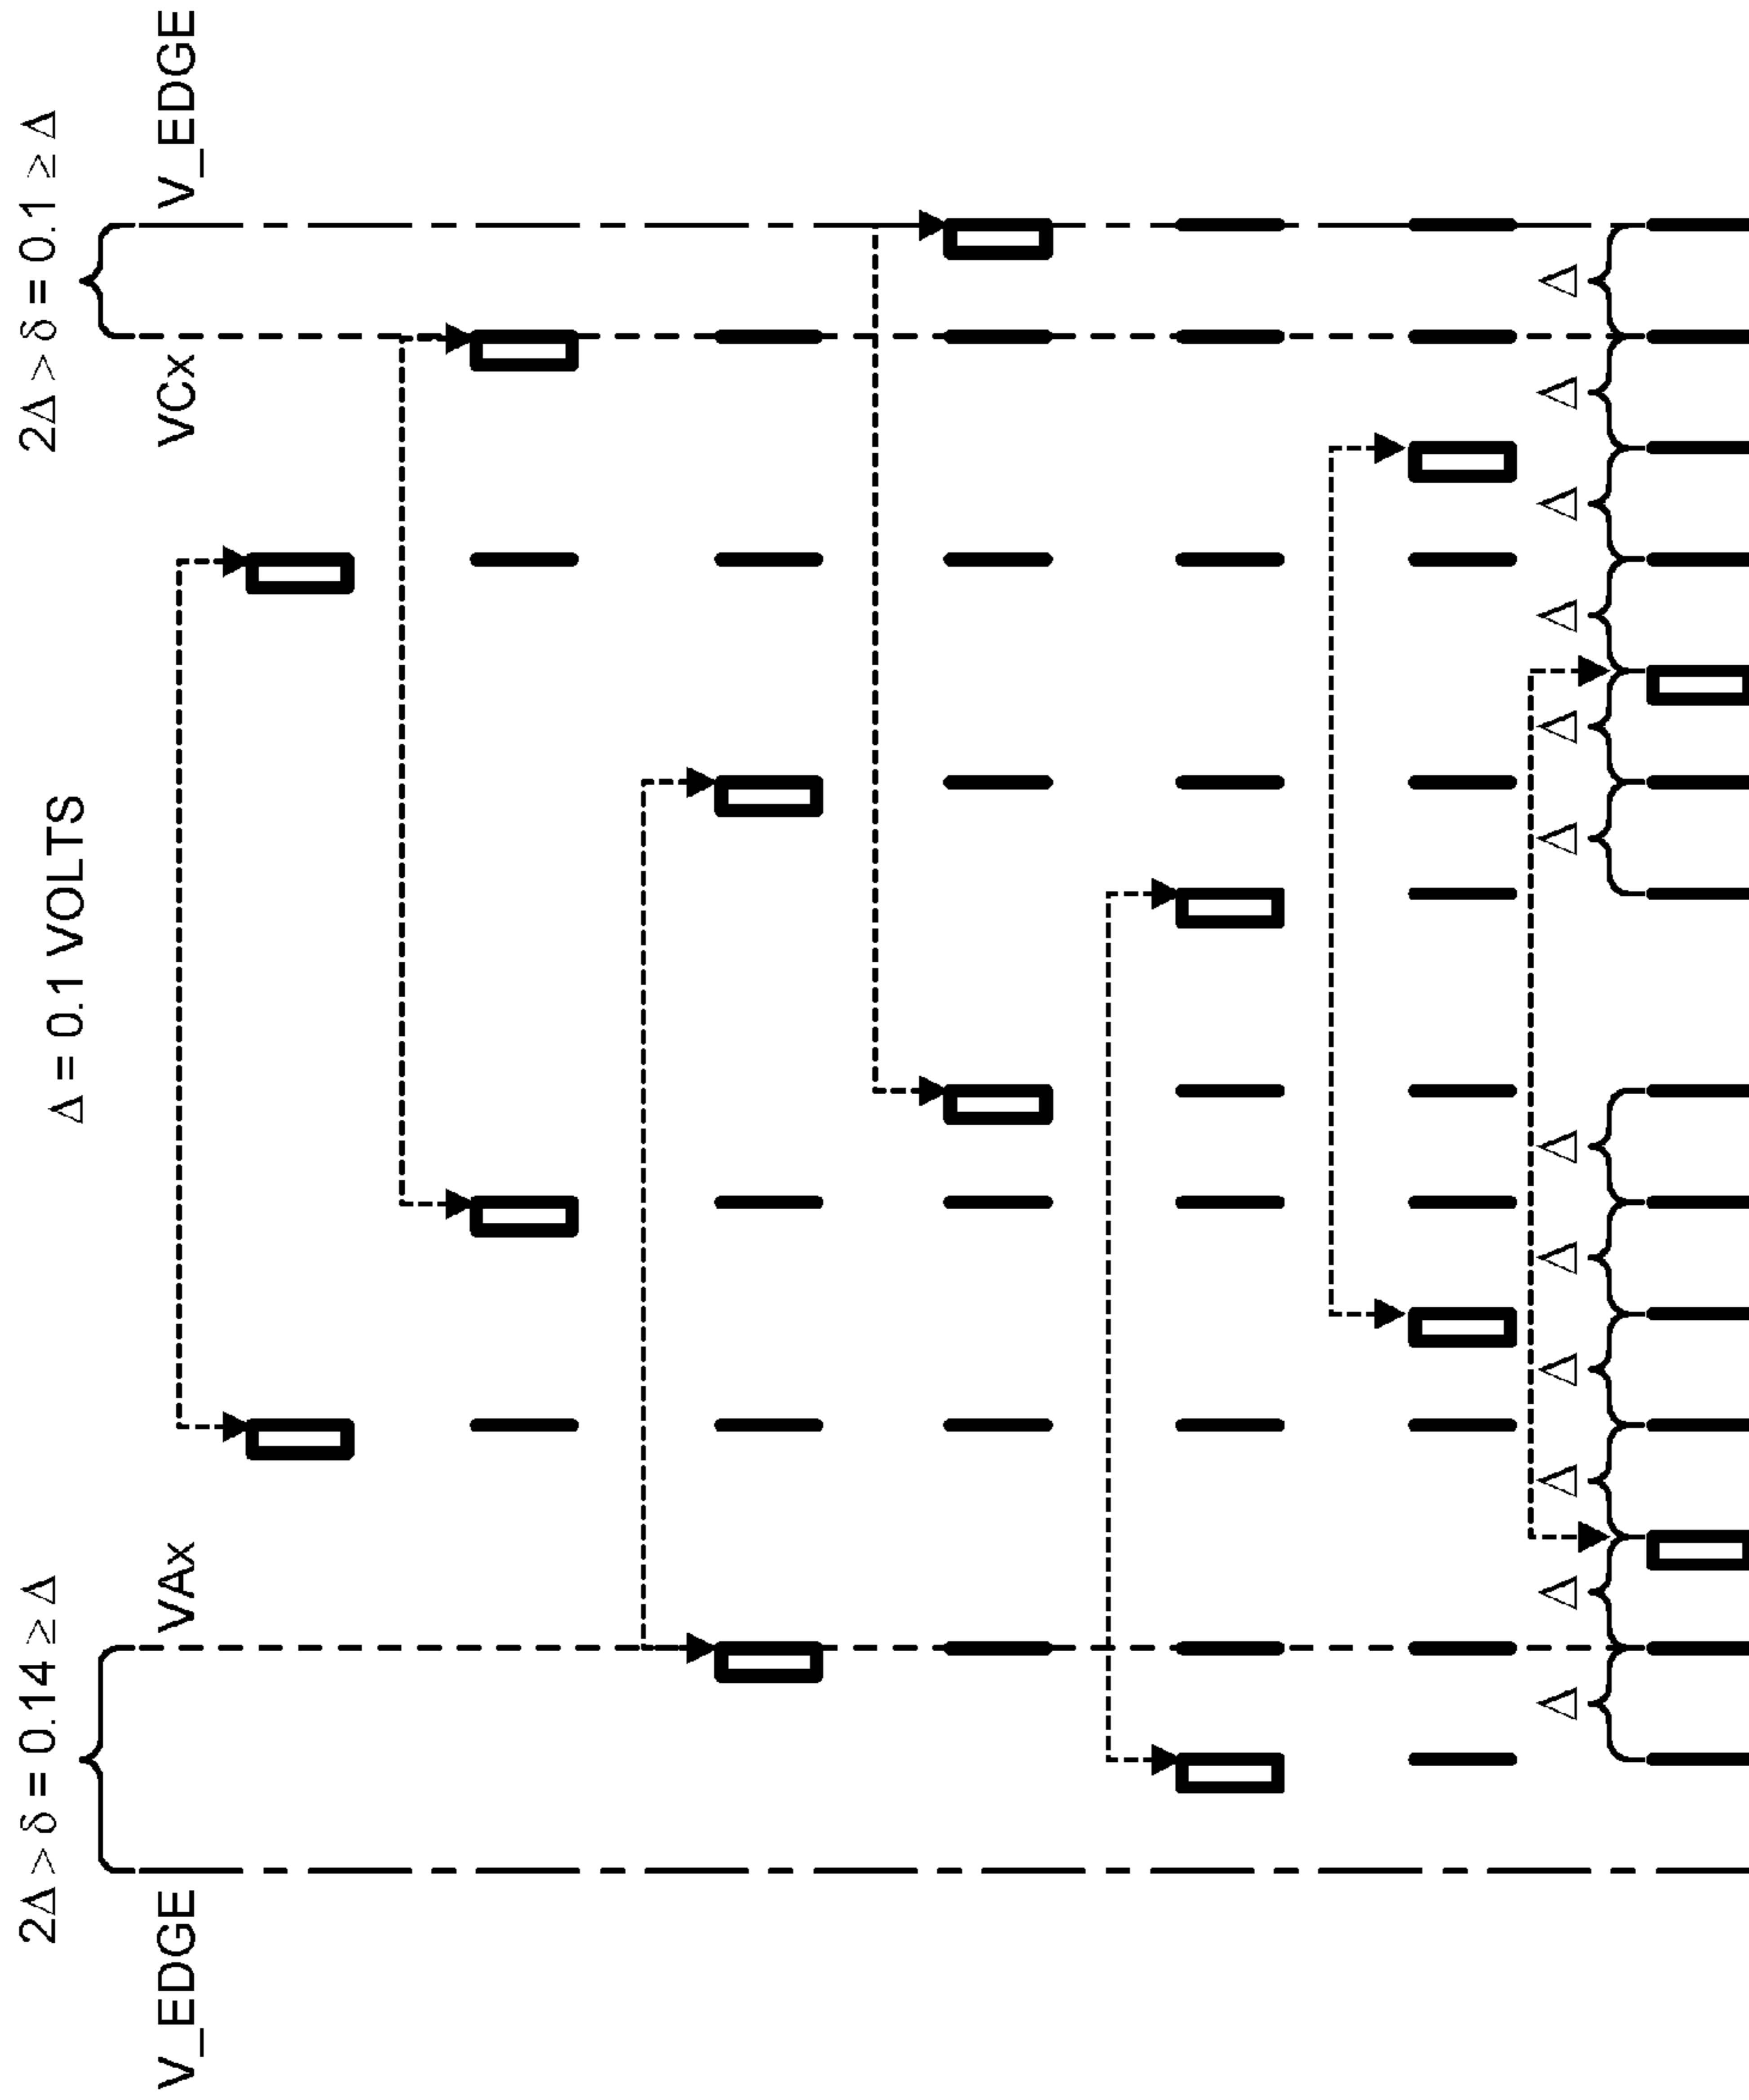 2Δ > δ = 0.14 ≥ Δ
Δ = 0.1 VOLTS
2Δ > δ = 0.1 ≥ Δ
V_EDGE
VAx
VCx
V_EDGE
Δ
Δ
Δ
Δ
Δ
Δ
Δ
Δ
Δ
Δ
Δ
Δ